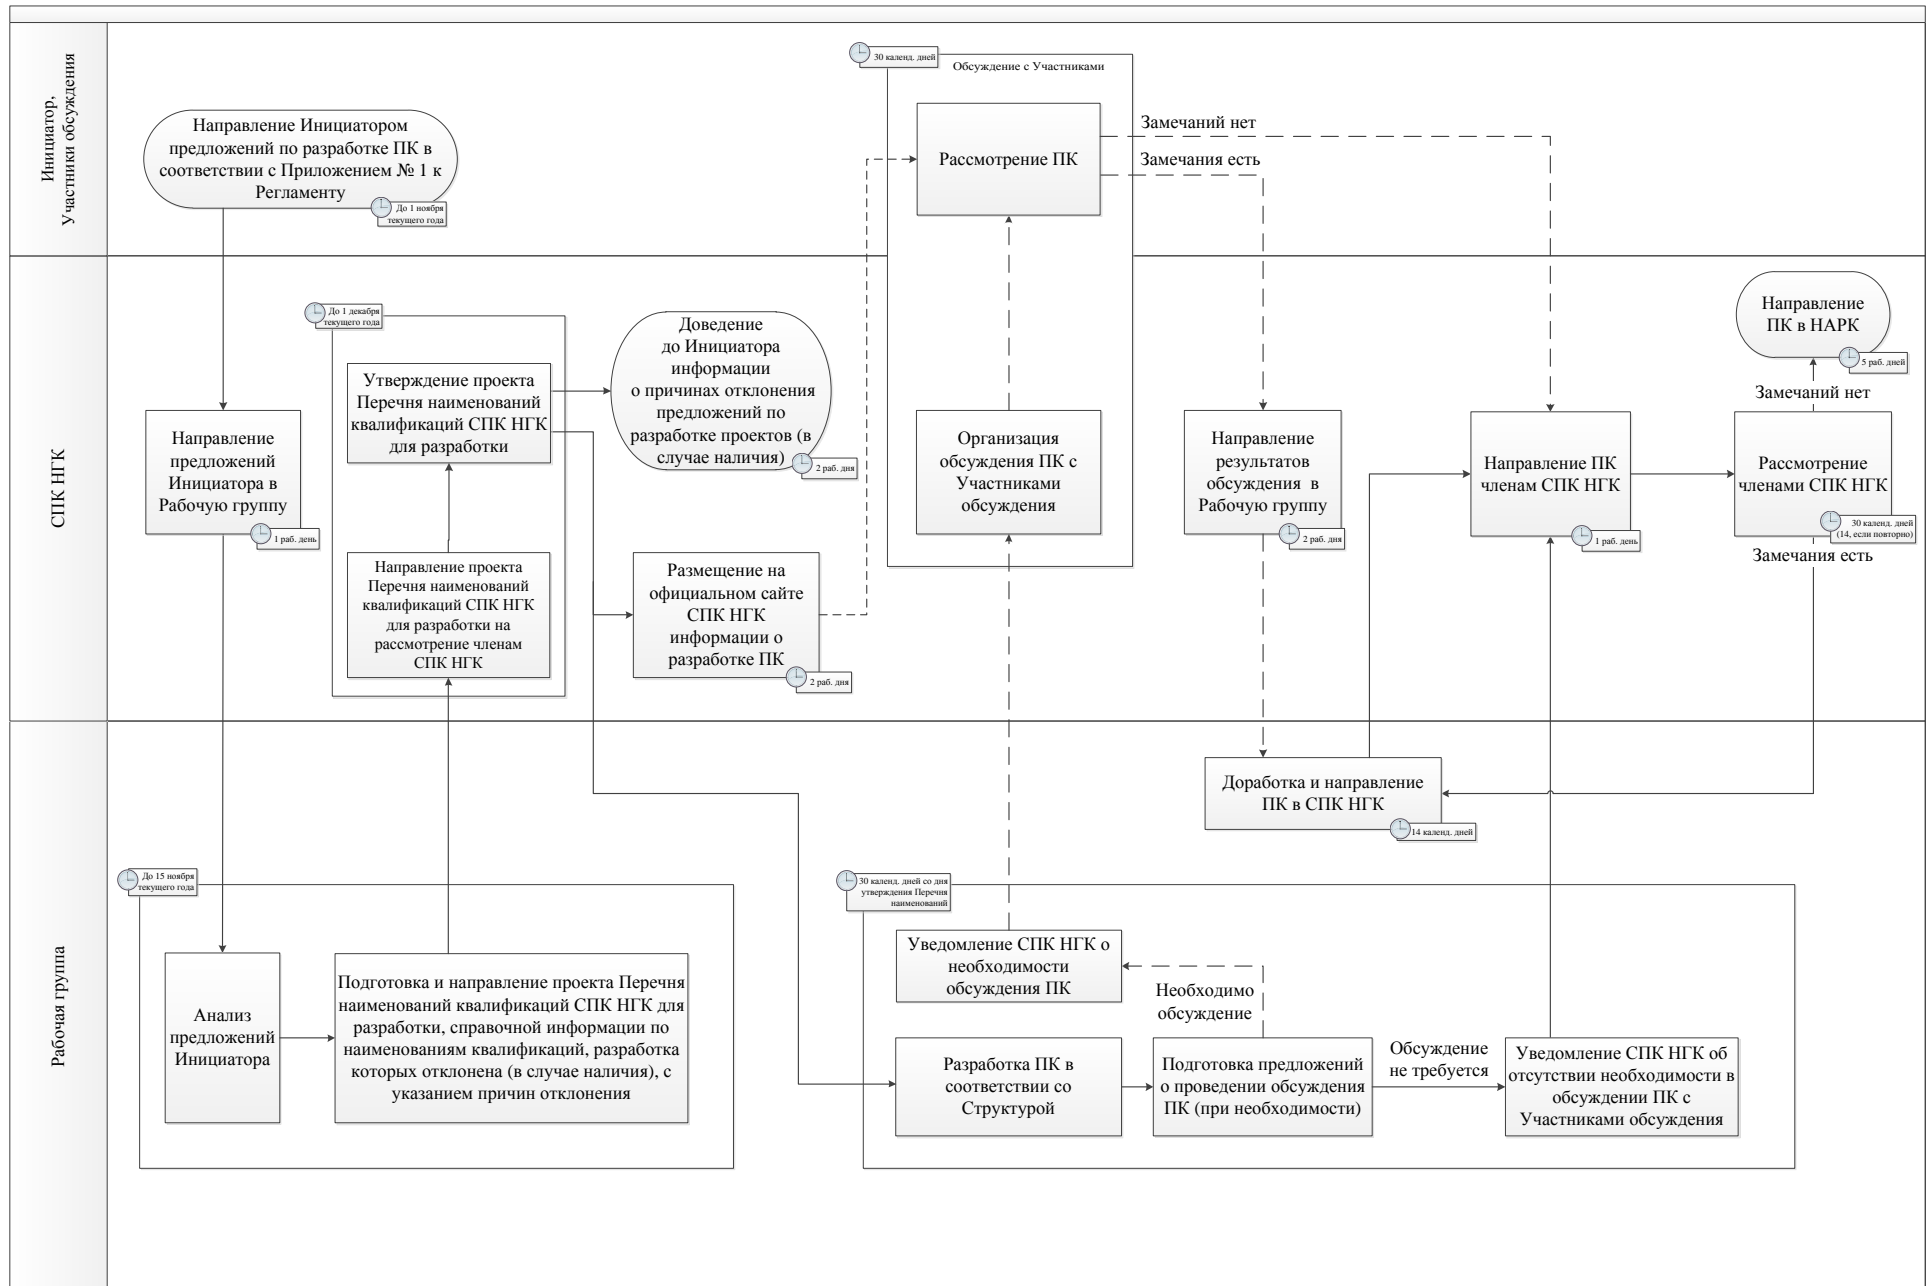 Инициатор,
Участники обсуждения
Направление Инициатором
предложений по разработке ПК в
соответствии с Приложением № 1 к
Регламенту
До 1 ноября
текущего года
30 календ. дней
Обсуждение с Участниками
Рассмотрение ПК
Замечаний нет
Замечания есть
СПК НГК
Направление
предложений
Инициатора в
Рабочую группу
1 раб. день
До 1 декабря
текущего года
Утверждение проекта
Перечня наименований
квалификаций СПК НГК
для разработки
Направление проекта
Перечня наименований
квалификаций СПК НГК
для разработки на
рассмотрение членам
СПК НГК
Доведение
до Инициатора
информации
о причинах отклонения
предложений по
разработке проектов (в
случае наличия)
2 раб. дня
Размещение на
официальном сайте
СПК НГК
информации о
разработке ПК
2 раб. дня
Организация
обсуждения ПК с
Участниками
обсуждения
Направление
результатов
обсуждения в
Рабочую группу
2 раб. дня
Направление ПК
членам СПК НГК
1 раб. день
Направление
ПК в НАРК
5 раб. дней
Замечаний нет
Рассмотрение
членами СПК НГК
30 календ. дней
(14, если повторно)
Замечания есть
Рабочая группа
До 15 ноября
текущего года
Анализ
предложений
Инициатора
Подготовка и направление проекта Перечня
наименований квалификаций СПК НГК для
разработки, справочной информации по
наименованиям квалификаций, разработка
которых отклонена (в случае наличия), с
указанием причин отклонения
Доработка и направление
ПК в СПК НГК
14 календ. дней
30 календ. дней со дня
утверждения Перечня
наименований
Уведомление СПК НГК о
необходимости
обсуждения ПК
Необходимо
обсуждение
Разработка ПК в
соответствии со
Структурой
Подготовка предложений
о проведении обсуждения
ПК (при необходимости)
Обсуждение
не требуется
Уведомление СПК НГК об
отсутствии необходимости в
обсуждении ПК с
Участниками обсуждения